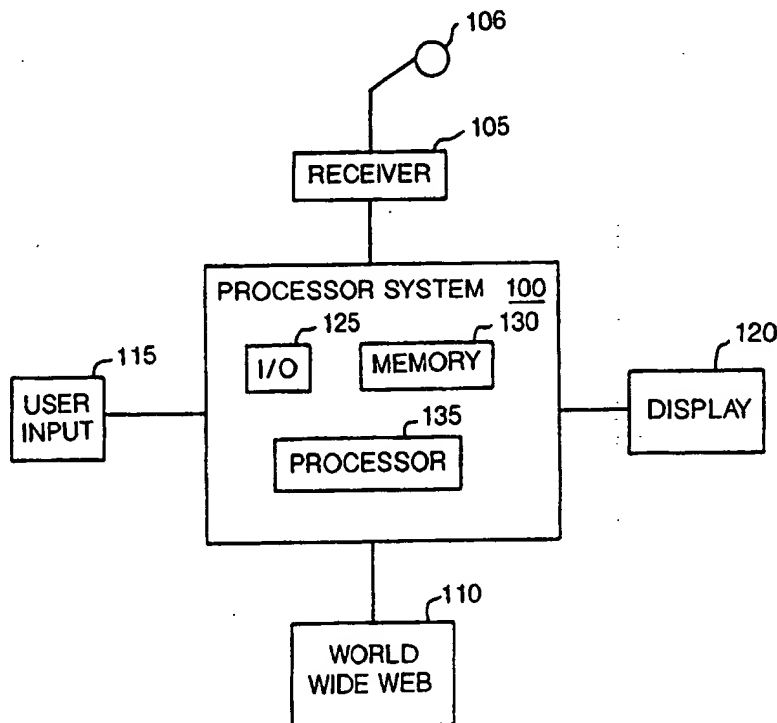 106
105
RECEIVER
PROCESSOR SYSTEM 100
125
130
I/O
MEMORY
115
120
USER
INPUT
DISPLAY
135
PROCESSOR
110
WORLD
WIDE WEB